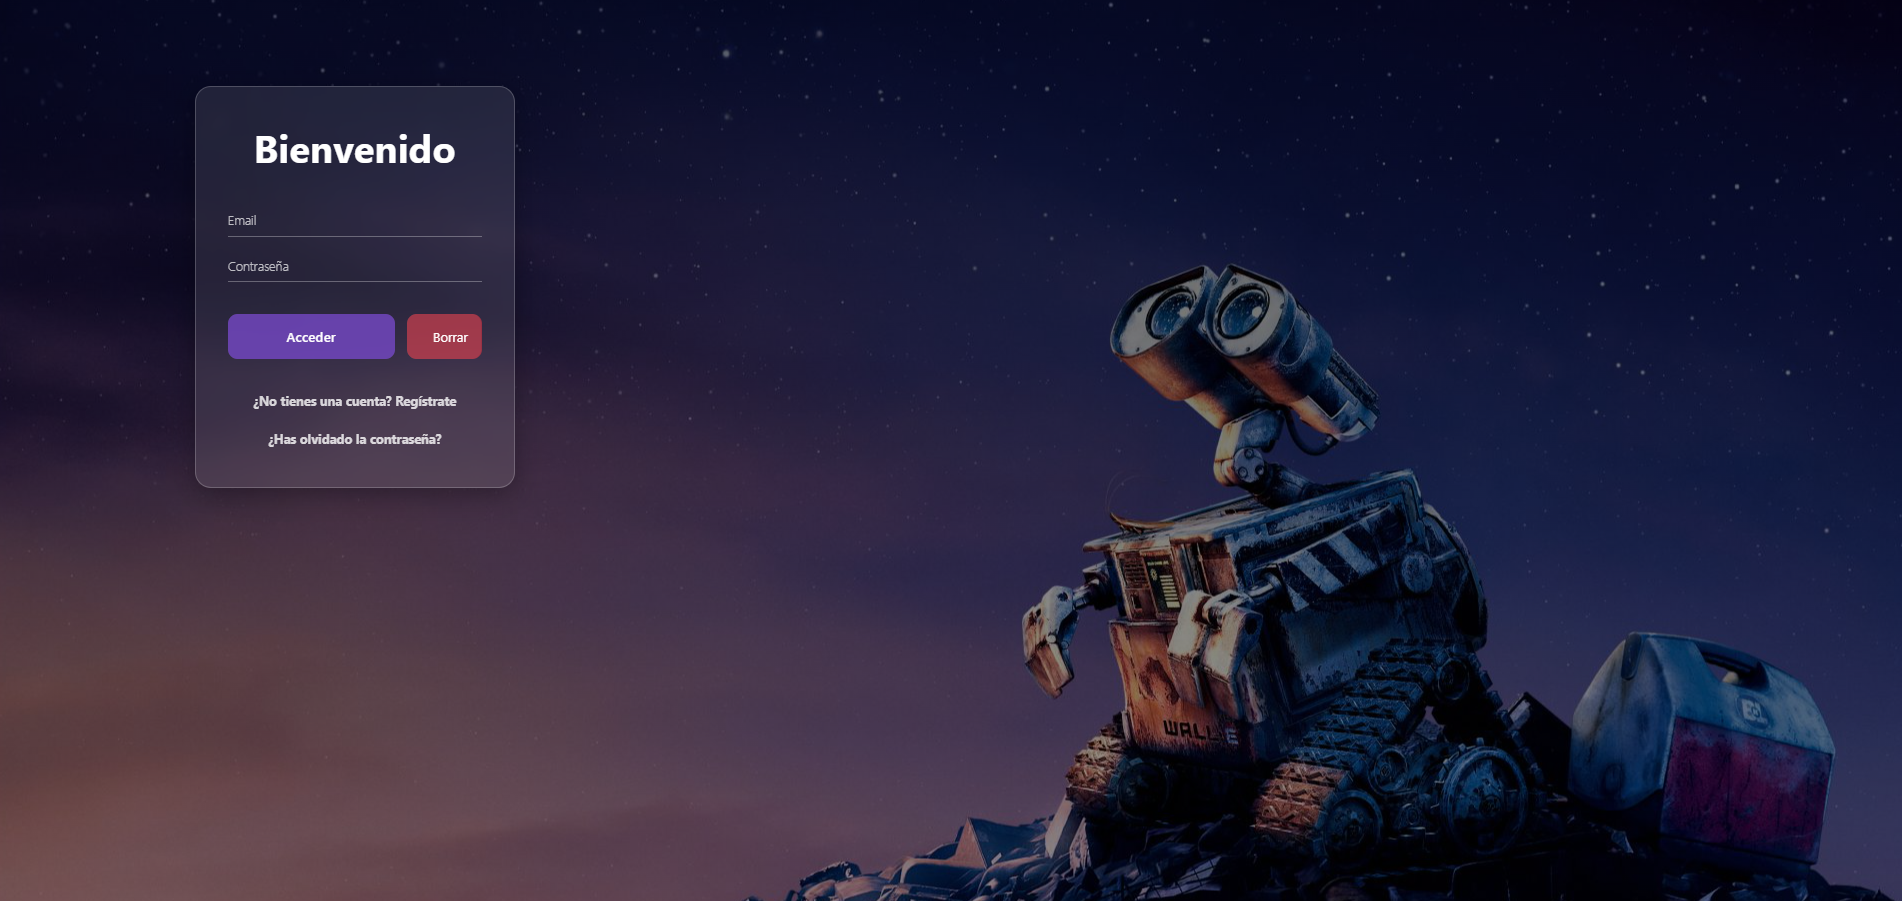 Bienvenido
Email
Contraseña
Acceder
Borrar
¿No tienes una cuenta? Regístrate
¿Has olvidado la contraseña?
WALL-E